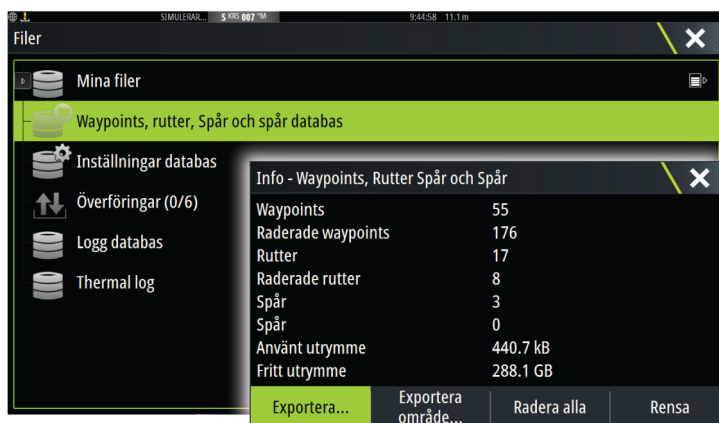 SIMULERAR... S KRS 007 °M 9:44:58 11.1 m
Filer
Mina filer
Waypoints, rutter, Spår och spår databas
Inställningar databas
Överföringar (0/6)
Logg databas
Thermal log
Info - Waypoints, Rutter Spår och Spår
Waypoints 55
Raderade waypoints 176
Rutter 17
Raderade rutter 8
Spår 3
Spår 0
Använt utrymme 440.7 kB
Fritt utrymme 288.1 GB
Exportera... Exportera område... Radera alla Rensa